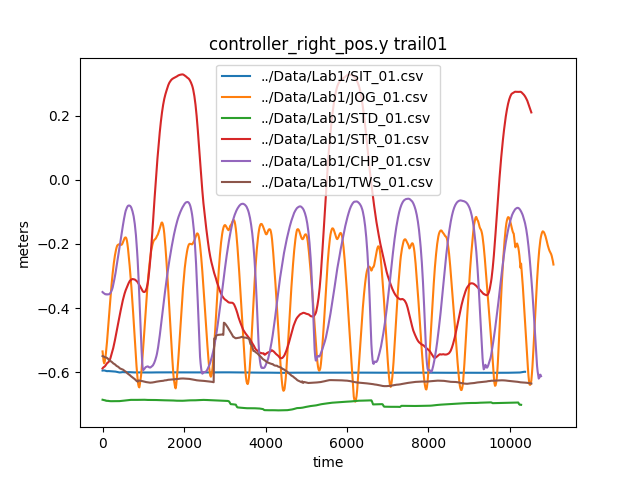 controller_right_pos.y trail01
../Data/Lab1/SIT_01.csv
../Data/Lab1/JOG_01.csv
../Data/Lab1/STD_01.csv
../Data/Lab1/STR_01.csv
../Data/Lab1/CHP_01.csv
../Data/Lab1/TWS_01.csv
meters
0.2
0.0
−0.2
−0.4
−0.6
0 2000 4000 6000 8000 10000
time